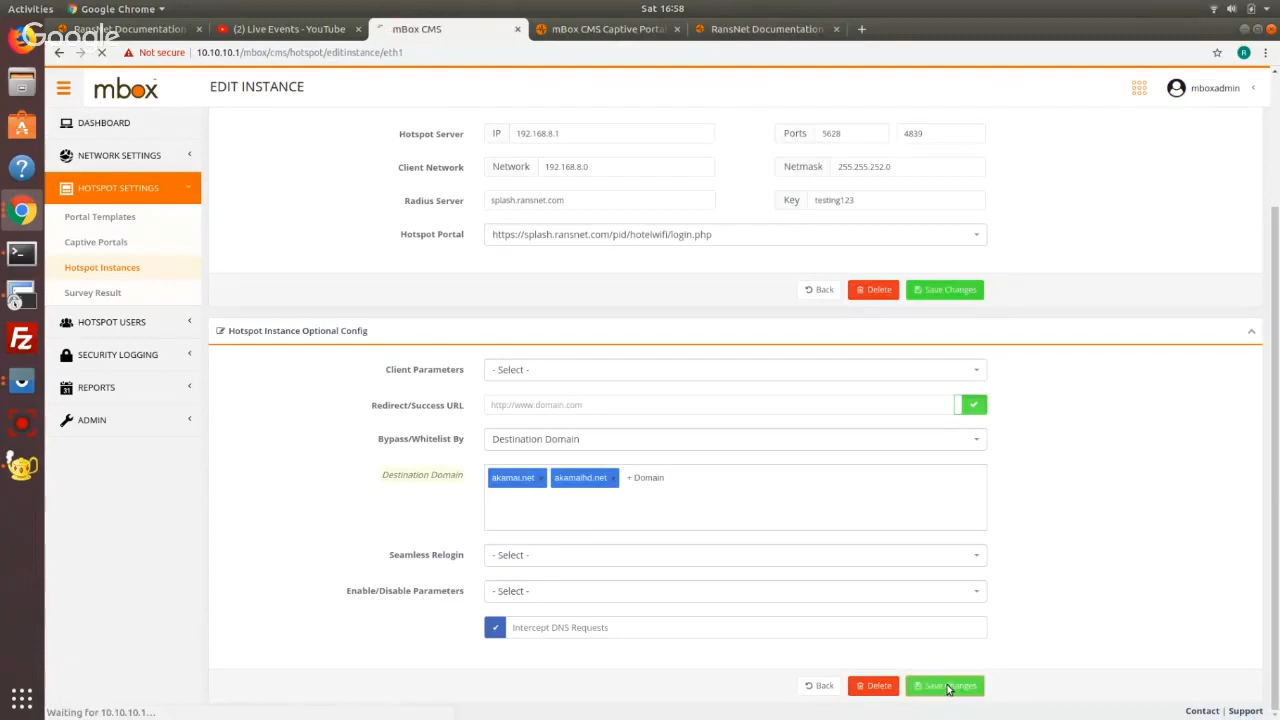 Activities Google Chrome Sat 16:58
RansNet Documentation (2) Live Events - YouTube mBox CMS mBox CMS Captive Porta RansNet Documentation
Google
Not secure 10.10.10.1/mbox/cms/hotspot/editinstance/eth1 R
mbox EDIT INSTANCE mboxadmin
DASHBOARD
NETWORK SETTINGS
HOTSPOT SETTINGS
Portal Templates
Captive Portals
Hotspot Instances
Survey Result
HOTSPOT USERS
SECURITY LOGGING
REPORTS
ADMIN
Hotspot Server IP 192.168.8.1 Ports 5628 4839
Client Network Network 192.168.8.0 Netmask 255.255.252.0
Radius Server splash.ransnet.com Key testing123
Hotspot Portal https://splash.ransnet.com/pid/hotelwifi/login.php
Back Delete Save Changes
Hotspot Instance Optional Config
Client Parameters - Select -
Redirect/Success URL http://www.domain.com
Bypass/Whitelist By Destination Domain
Destination Domain akamai.net akamaihd.net + Domain
Seamless Relogin - Select -
Enable/Disable Parameters - Select -
Intercept DNS Requests
Back Delete Save Changes
Contact | Support
Waiting for 10.10.10.1...